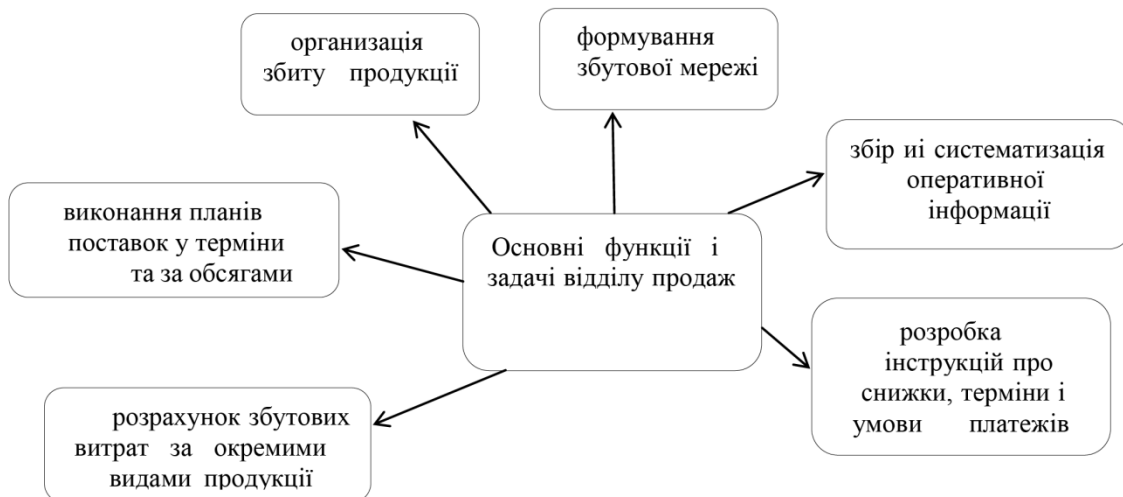 организація
збиту продукції
формування
збутової мережі
збір иі систематизація
оперативної
інформації
виконання планів
поставок у терміни
та за обсягами
Основні функції і
задачі відділу продаж
розробка
інструкцій про
снижки, терміни і
умови платежів
розрахунок збутових
витрат за окремими
видами продукції